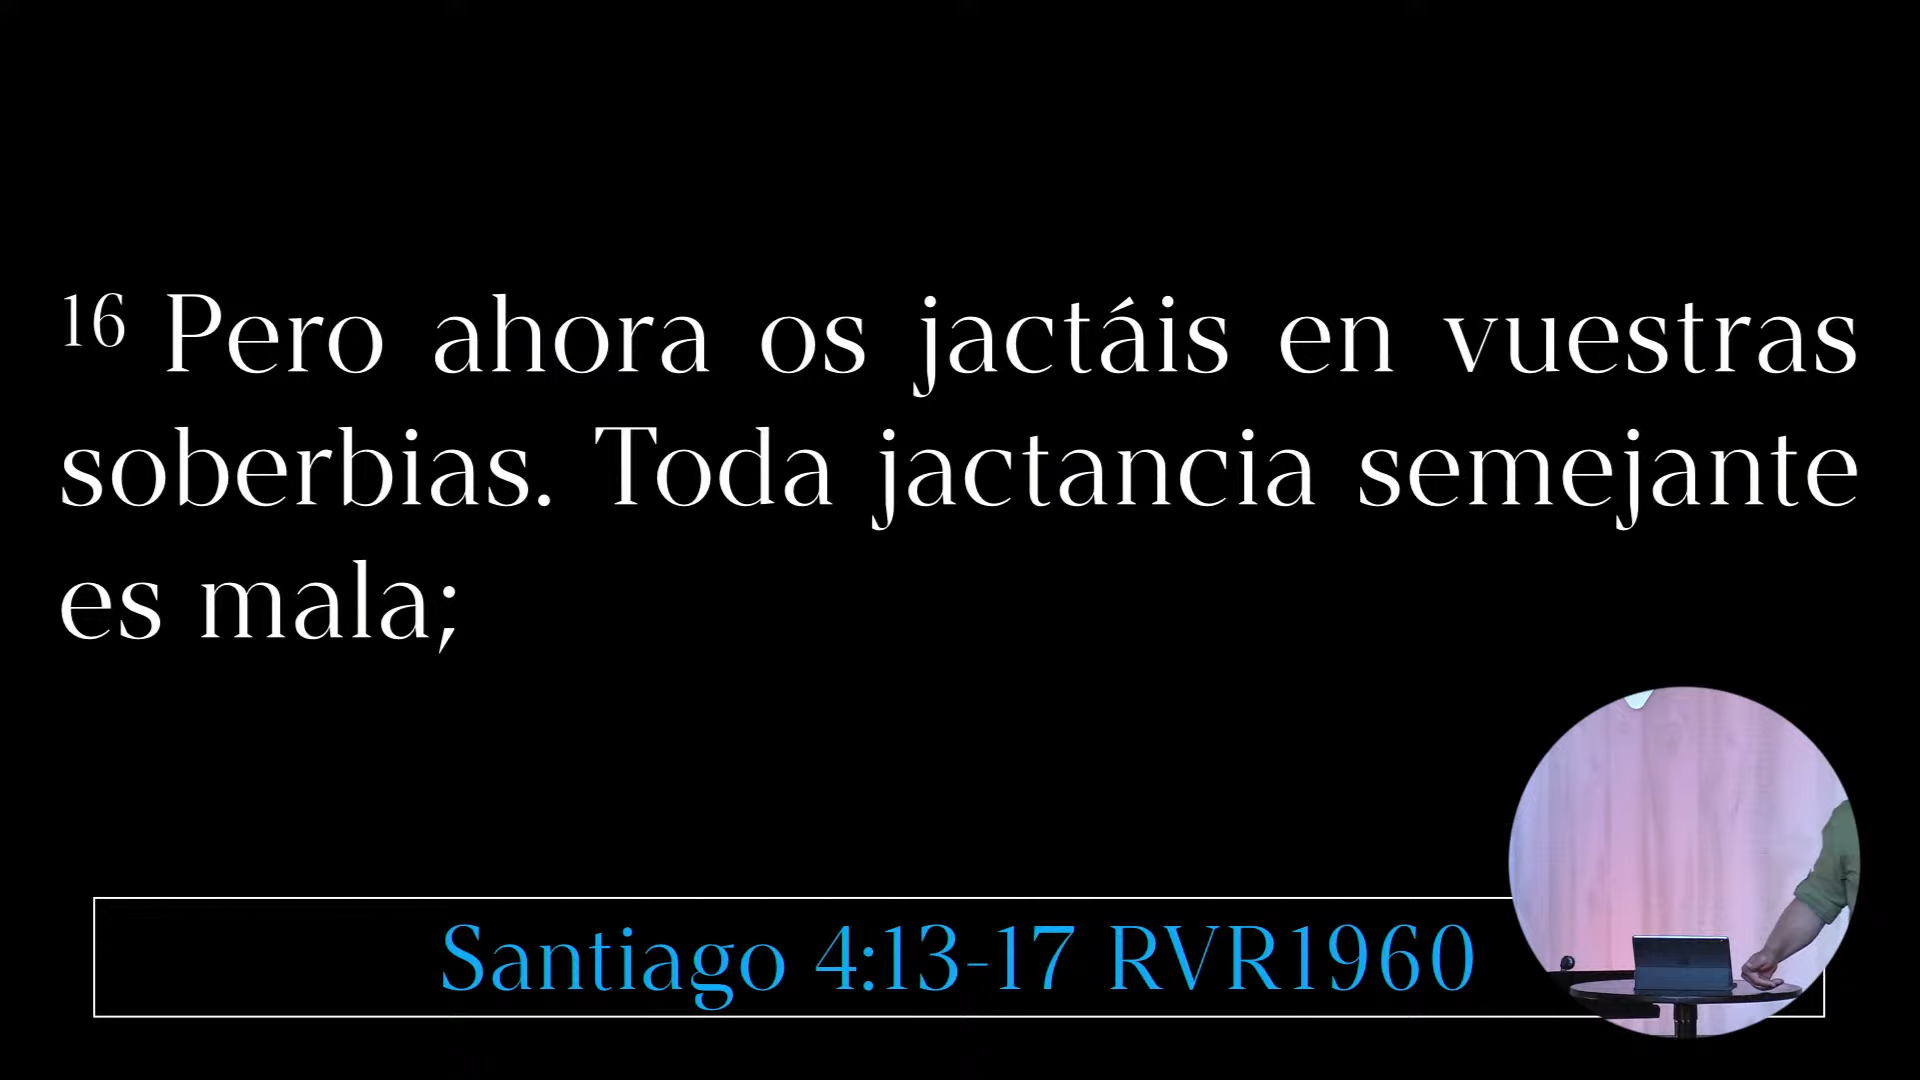 16 Pero ahora os jactáis en vuestras
soberbias. Toda jactancia semejante
es mala;
Santiago 4:13-17 RVR1960